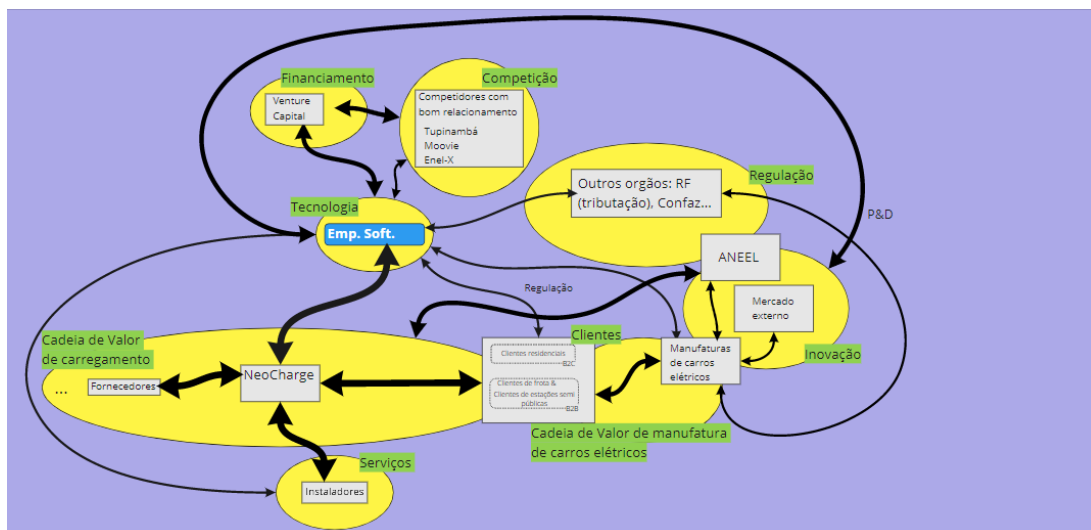 Financiamento
Venture
Capital
Competição
Competidores com
bom relacionamento
Tupinambá
Moovie
Enel-X
Regulação
Outros orgãos: RF
(tributação), Confaz...
P&D
Tecnologia
Emp. Soft.
ANEEL
Mercado
externo
Inovação
Regulação
Cadeia de Valor
de carregamento
...
Fornecedores
NeoCharge
Clientes
Clientes residenciais
B2C
Clientes de frota &
Clientes de estações semi
públicas
B2B
Manufaturas
de carros
elétricos
Cadeia de Valor de manufatura
de carros elétricos
Serviços
Instaladores